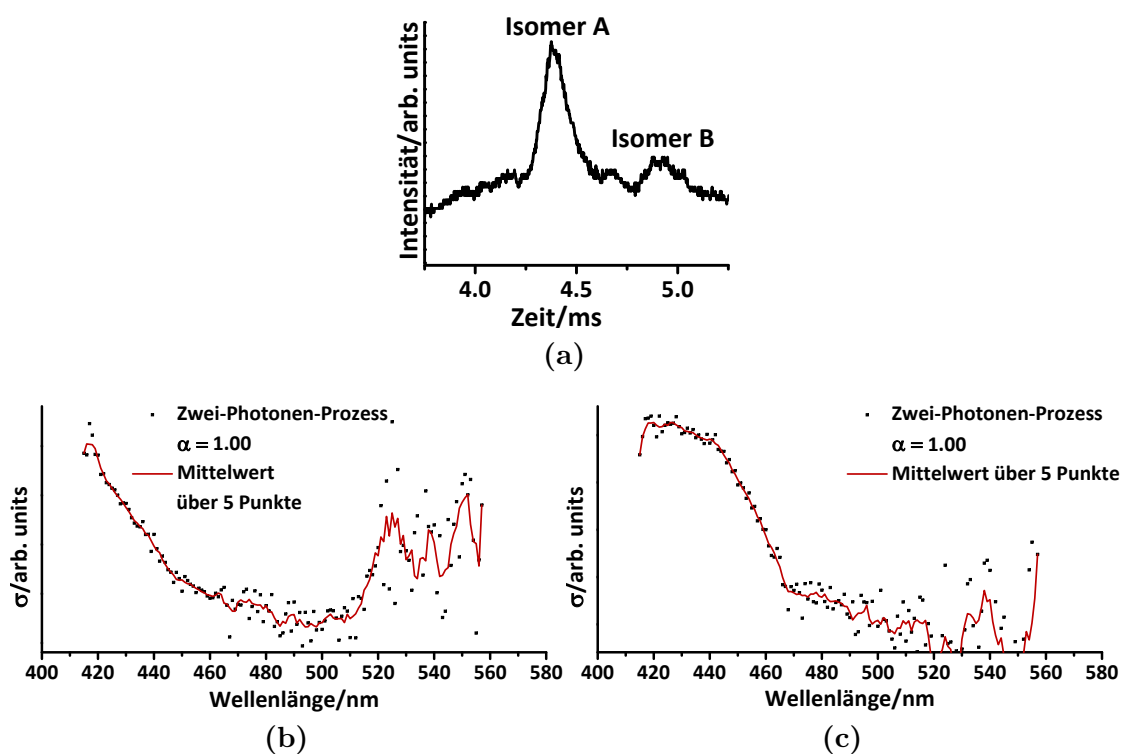 Isomer A
Isomer B
Intensität/arb. units
4.0 4.5 5.0
Zeit/ms
(a)
Zwei-Photonen-Prozess
α = 1.00
Mittelwert
über 5 Punkte
σ/arb. units
400 420 440 460 480 500 520 540 560 580
Wellenlänge/nm
(b)
Zwei-Photonen-Prozess
α = 1.00
Mittelwert über 5 Punkte
σ/arb. units
400 420 440 460 480 500 520 540 560 580
Wellenlänge/nm
(c)